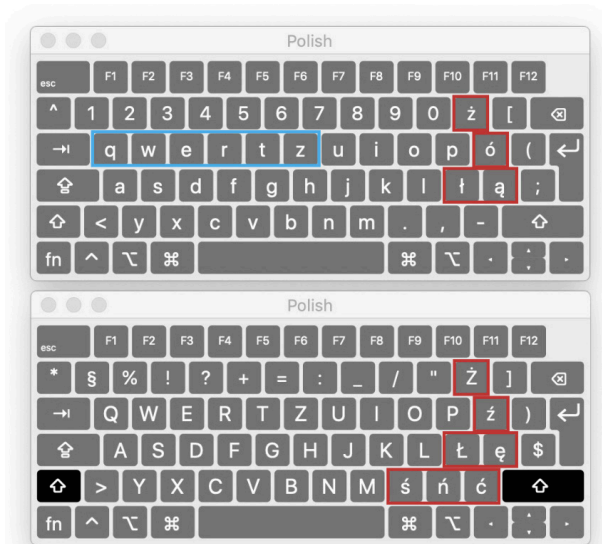 Polish
esc F1 F2 F3 F4 F5 F6 F7 F8 F9 F10 F11 F12
^ 1 2 3 4 5 6 7 8 9 0 ż [ ⌫
⇥ q w e r t z u i o p ó ( ↩
⇪ a s d f g h j k l ł ą ;
⇧ < y x c v b n m . , - ⇧
fn ^ ⌥ ⌘ ⌘ ⌥
Polish
esc F1 F2 F3 F4 F5 F6 F7 F8 F9 F10 F11 F12
* § % ! ? + = : _ / " Ż ] ⌫
⇥ Q W E R T Z U I O P ź ) ↩
⇪ A S D F G H J K L Ł ę $
⇧ > Y X C V B N M ś ń ć ⇧
fn ^ ⌥ ⌘ ⌘ ⌥